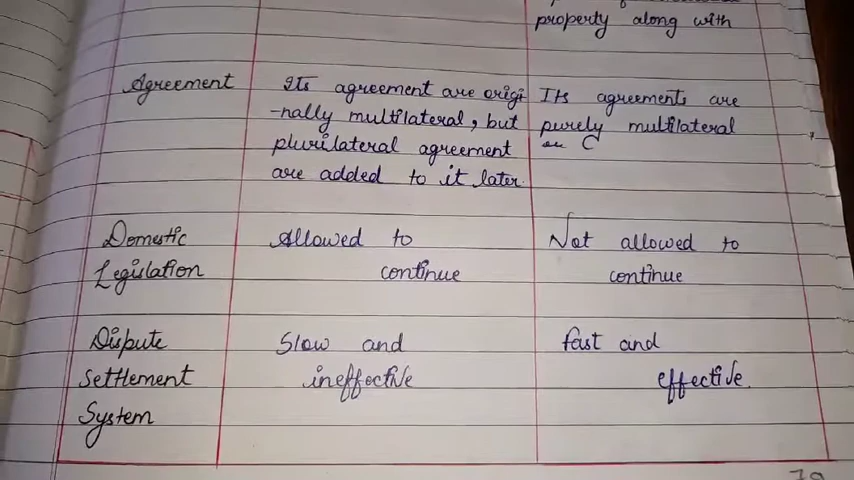 property along with
Agreement
Its agreement are origi
-nally multilateral, but
plurilateral agreement
are added to it later.
Its agreements are
purely multilateral
C
Domestic
Legislation
Allowed to
continue
Not allowed to
continue
Dispute
Settlement
System
Slow and
ineffective
fast and
effective.
79